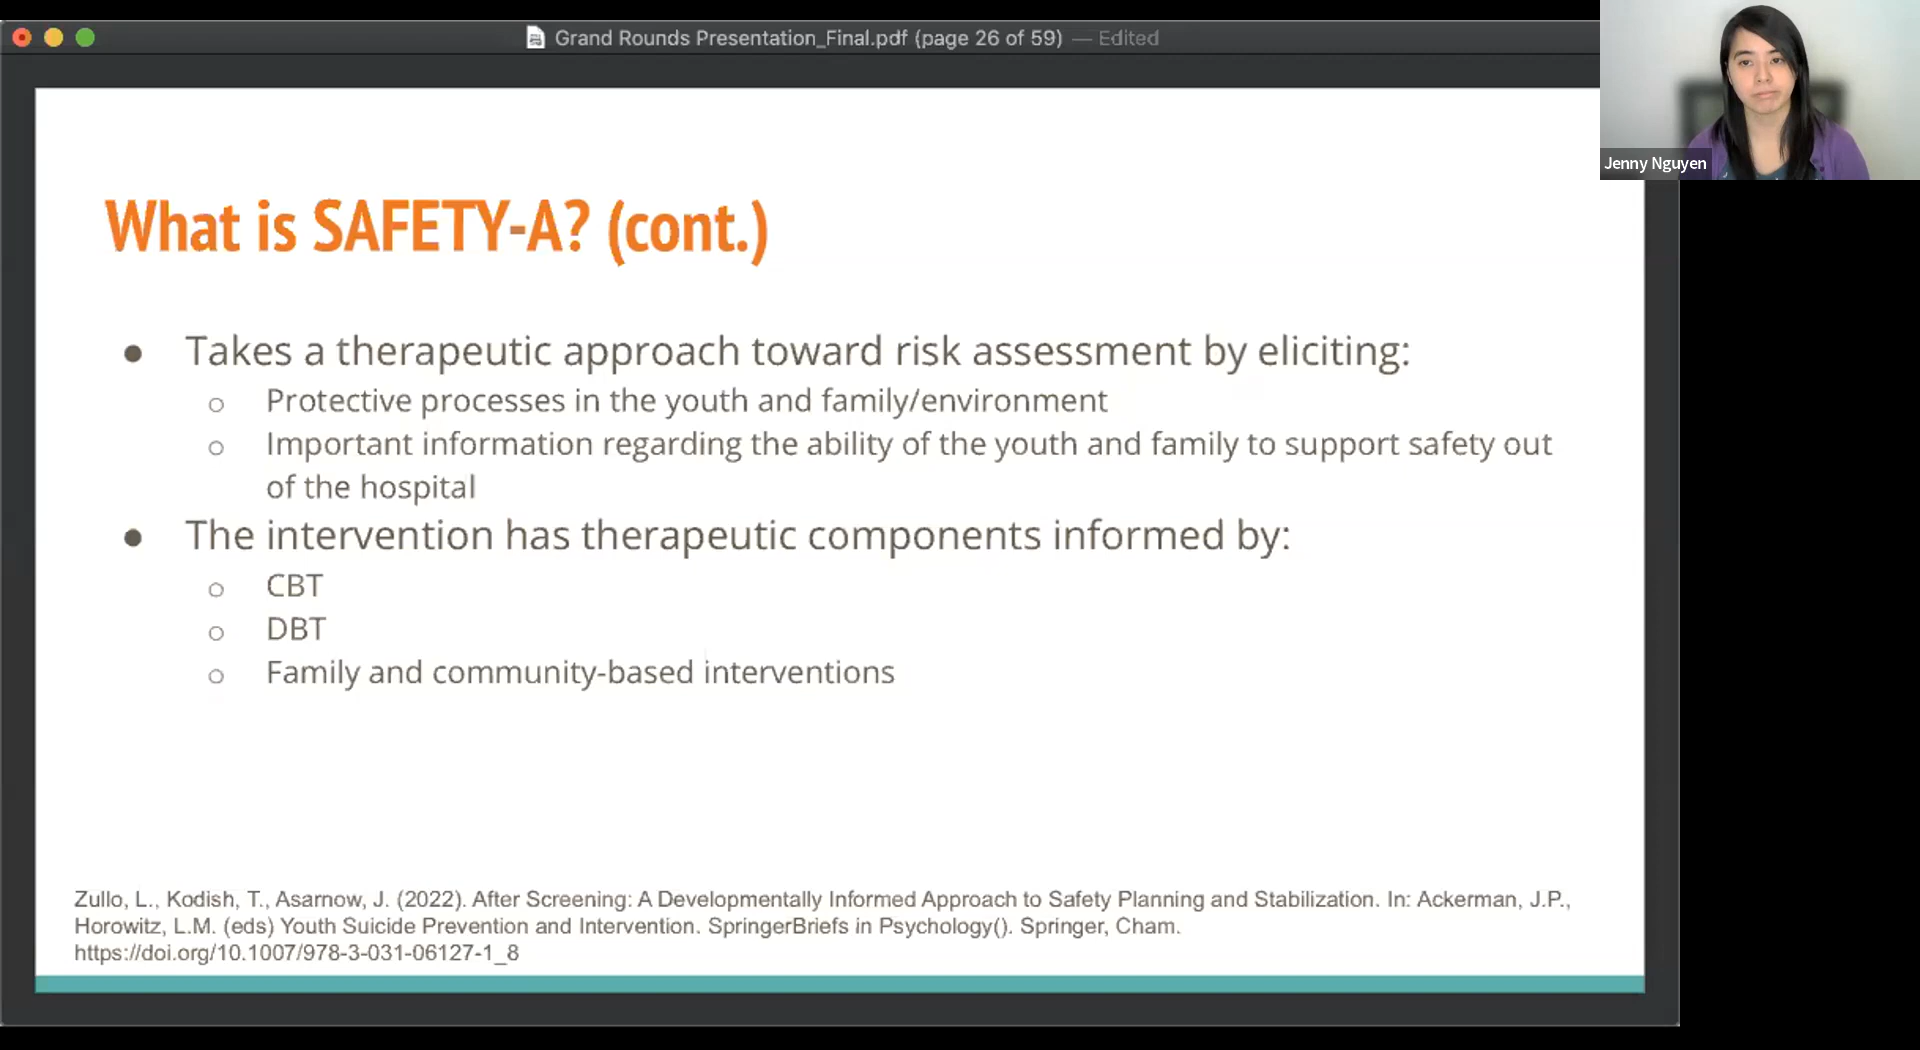 Grand Rounds Presentation_Final.pdf (page 26 of 59) — Edited
Jenny Nguyen
What is SAFETY-A? (cont.)
● Takes a therapeutic approach toward risk assessment by eliciting:
○ Protective processes in the youth and family/environment
○ Important information regarding the ability of the youth and family to support safety out
of the hospital
● The intervention has therapeutic components informed by:
○ CBT
○ DBT
○ Family and community-based interventions
Zullo, L., Kodish, T., Asarnow, J. (2022). After Screening: A Developmentally Informed Approach to Safety Planning and Stabilization. In: Ackerman, J.P.,
Horowitz, L.M. (eds) Youth Suicide Prevention and Intervention. SpringerBriefs in Psychology(). Springer, Cham.
https://doi.org/10.1007/978-3-031-06127-1_8